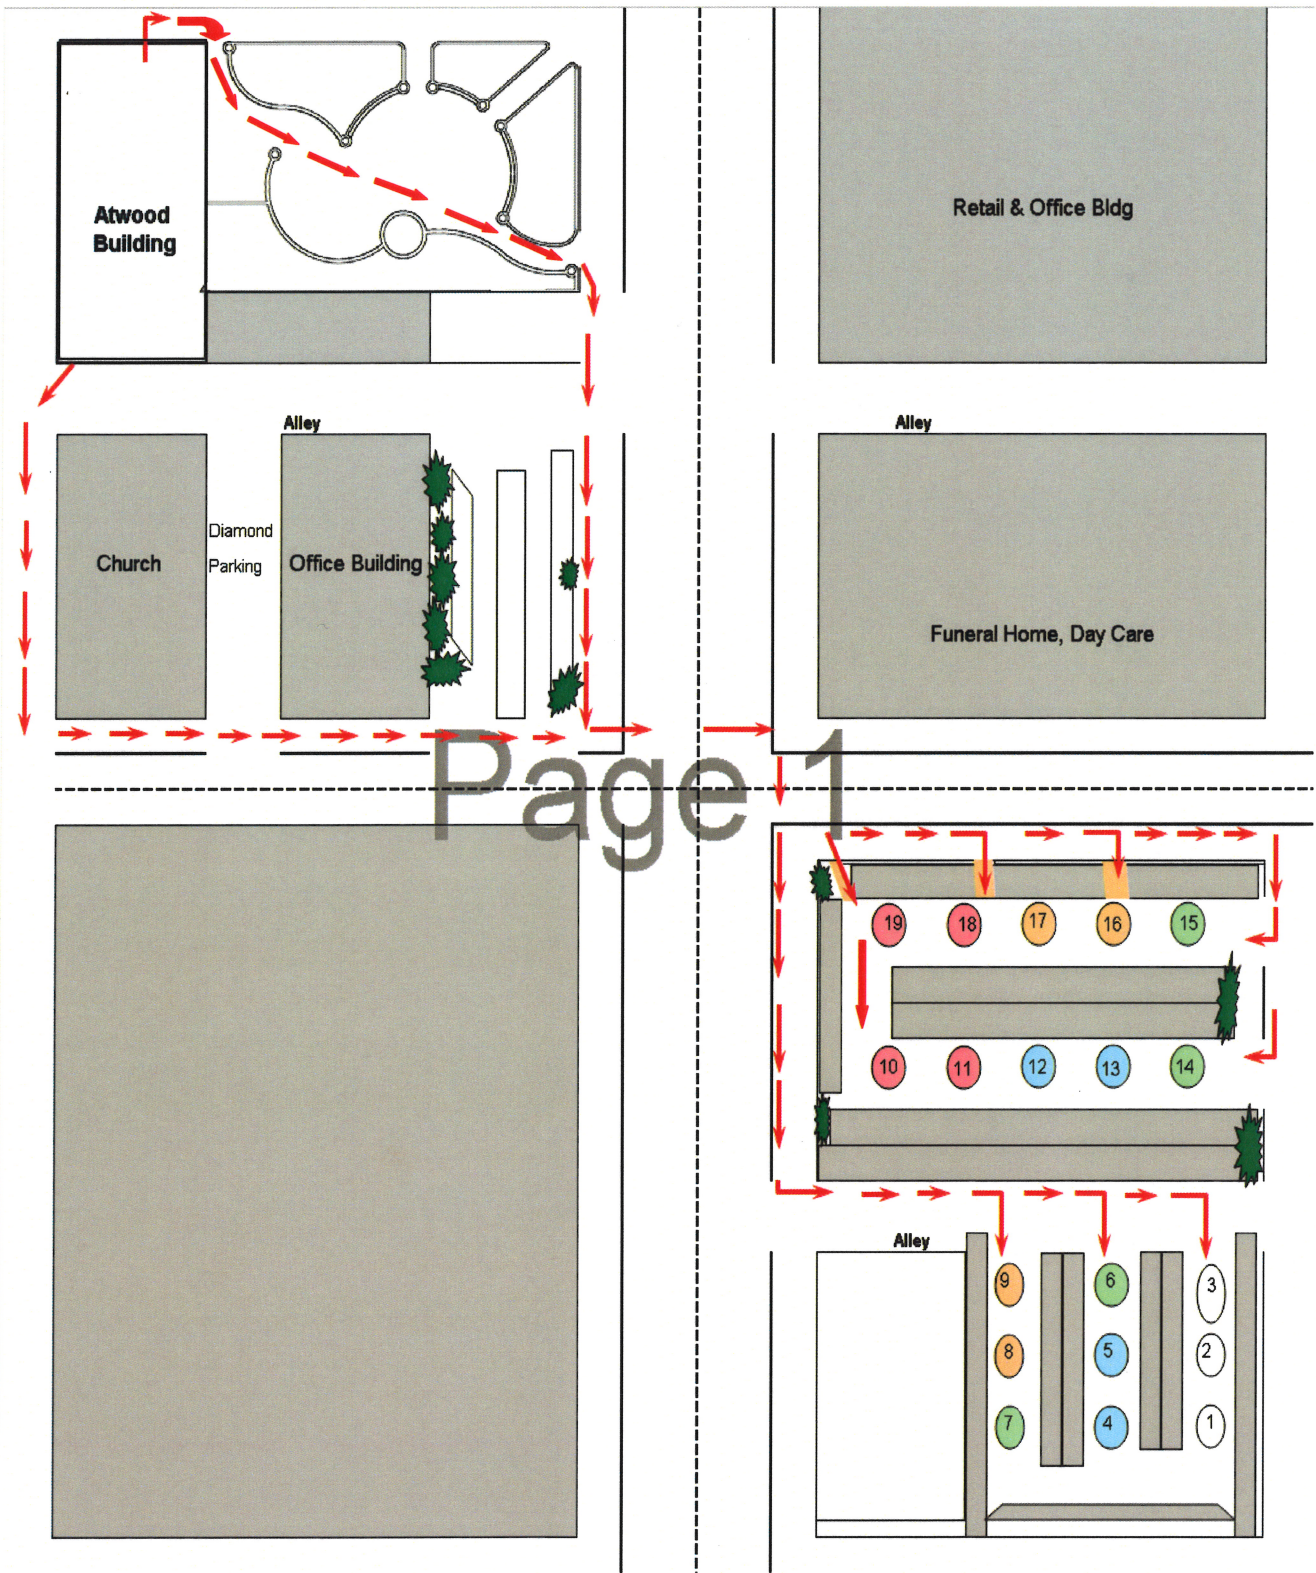 Atwood
Building
Retail & Office Bldg
Alley
Alley
Church
Diamond
Parking
Office Building
Funeral Home, Day Care
Page 1
19
18
17
16
15
10
11
12
13
14
Alley
9
6
3
8
5
2
7
4
1